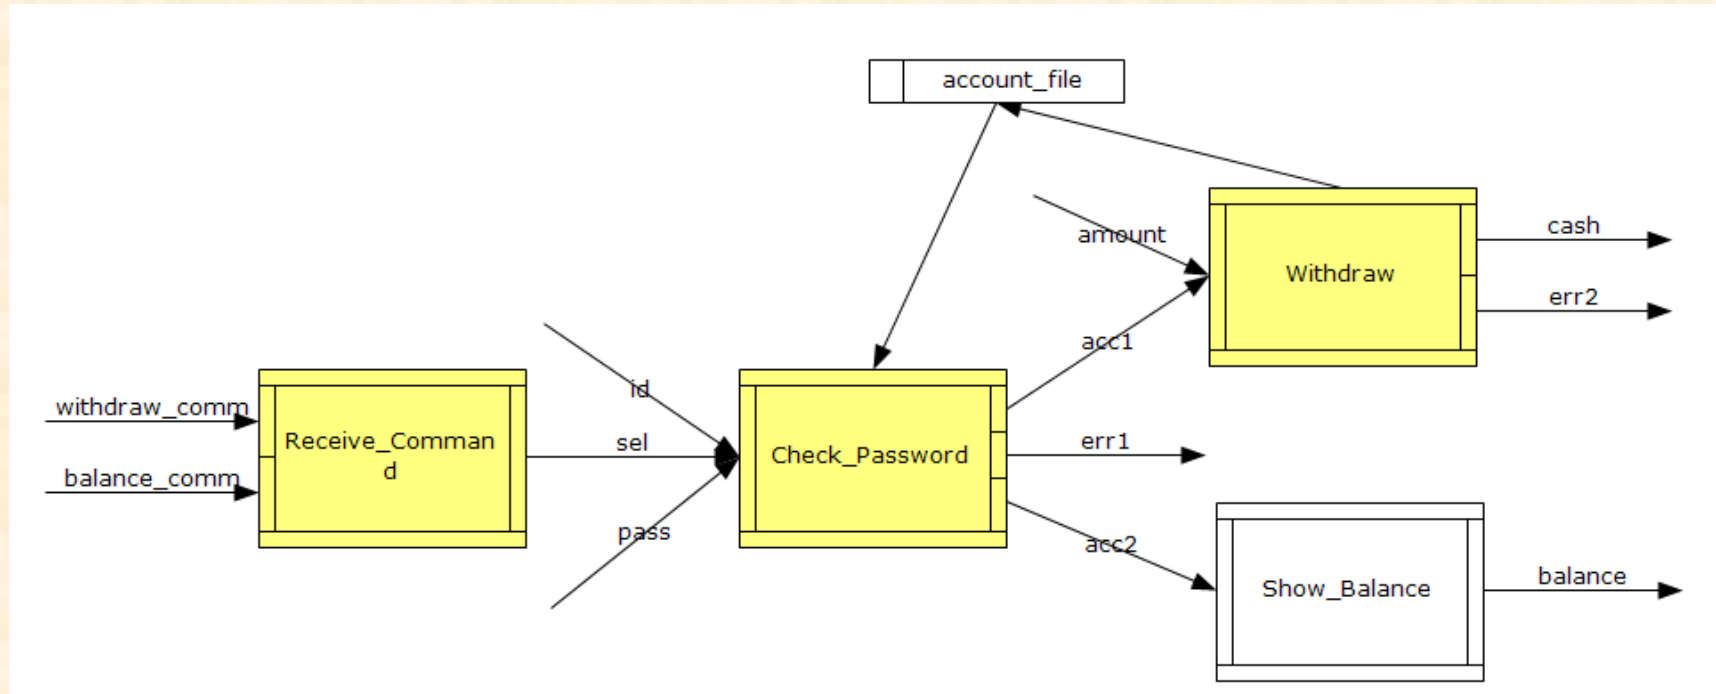 account_file
amount
Withdraw
cash
err2
acc1
id
withdraw_comm
Receive_Comman
d
sel
Check_Password
err1
balance_comm
pass
acc2
Show_Balance
balance